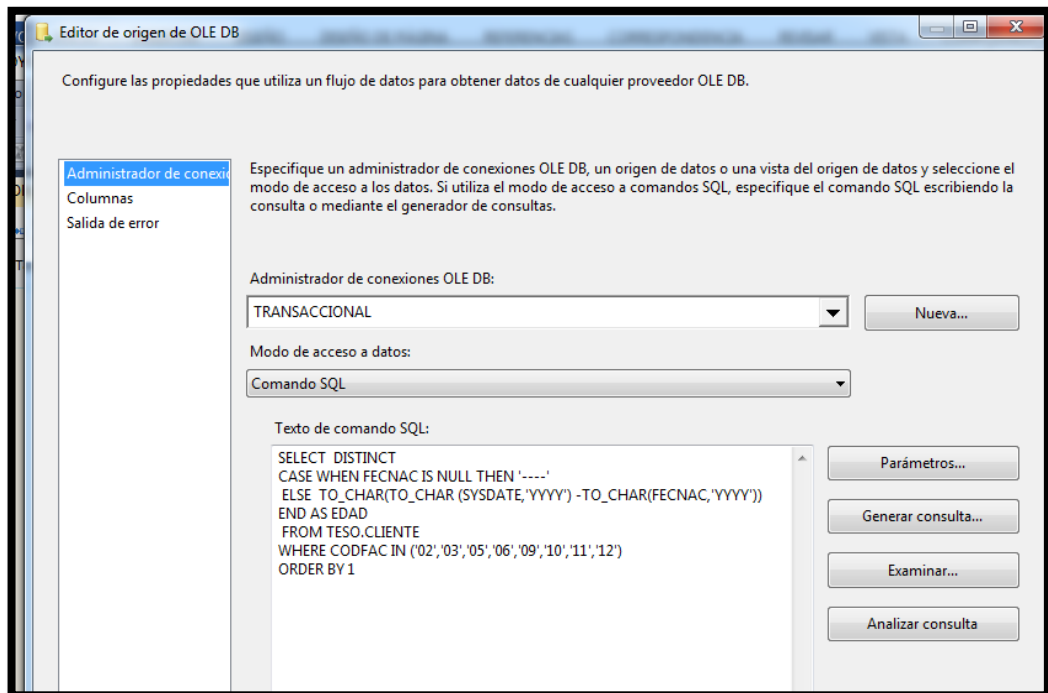 Editor de origen de OLE DB
Configure las propiedades que utiliza un flujo de datos para obtener datos de cualquier proveedor OLE DB.
Administrador de conexi
Columnas
Salida de error
Especifique un administrador de conexiones OLE DB, un origen de datos o una vista del origen de datos y seleccione el
modo de acceso a los datos. Si utiliza el modo de acceso a comandos SQL, especifique el comando SQL escribiendo la
consulta o mediante el generador de consultas.
Administrador de conexiones OLE DB:
TRANSACCIONAL
Nueva...
Modo de acceso a datos:
Comando SQL
Texto de comando SQL:
SELECT DISTINCT
CASE WHEN FECNAC IS NULL THEN '----'
ELSE TO_CHAR(TO_CHAR (SYSDATE,'YYYY') -TO_CHAR(FECNAC,'YYYY'))
END AS EDAD
FROM TESO.CLIENTE
WHERE CODFAC IN ('02','03','05','06','09','10','11','12')
ORDER BY 1
Parámetros...
Generar consulta...
Examinar...
Analizar consulta